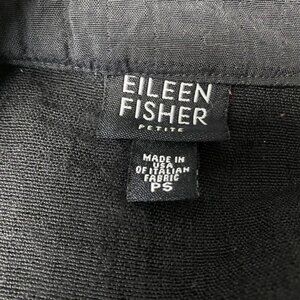 EILEEN
FISHER
PETITE
MADE IN
USA
OF ITALIAN
FABRIC
PS